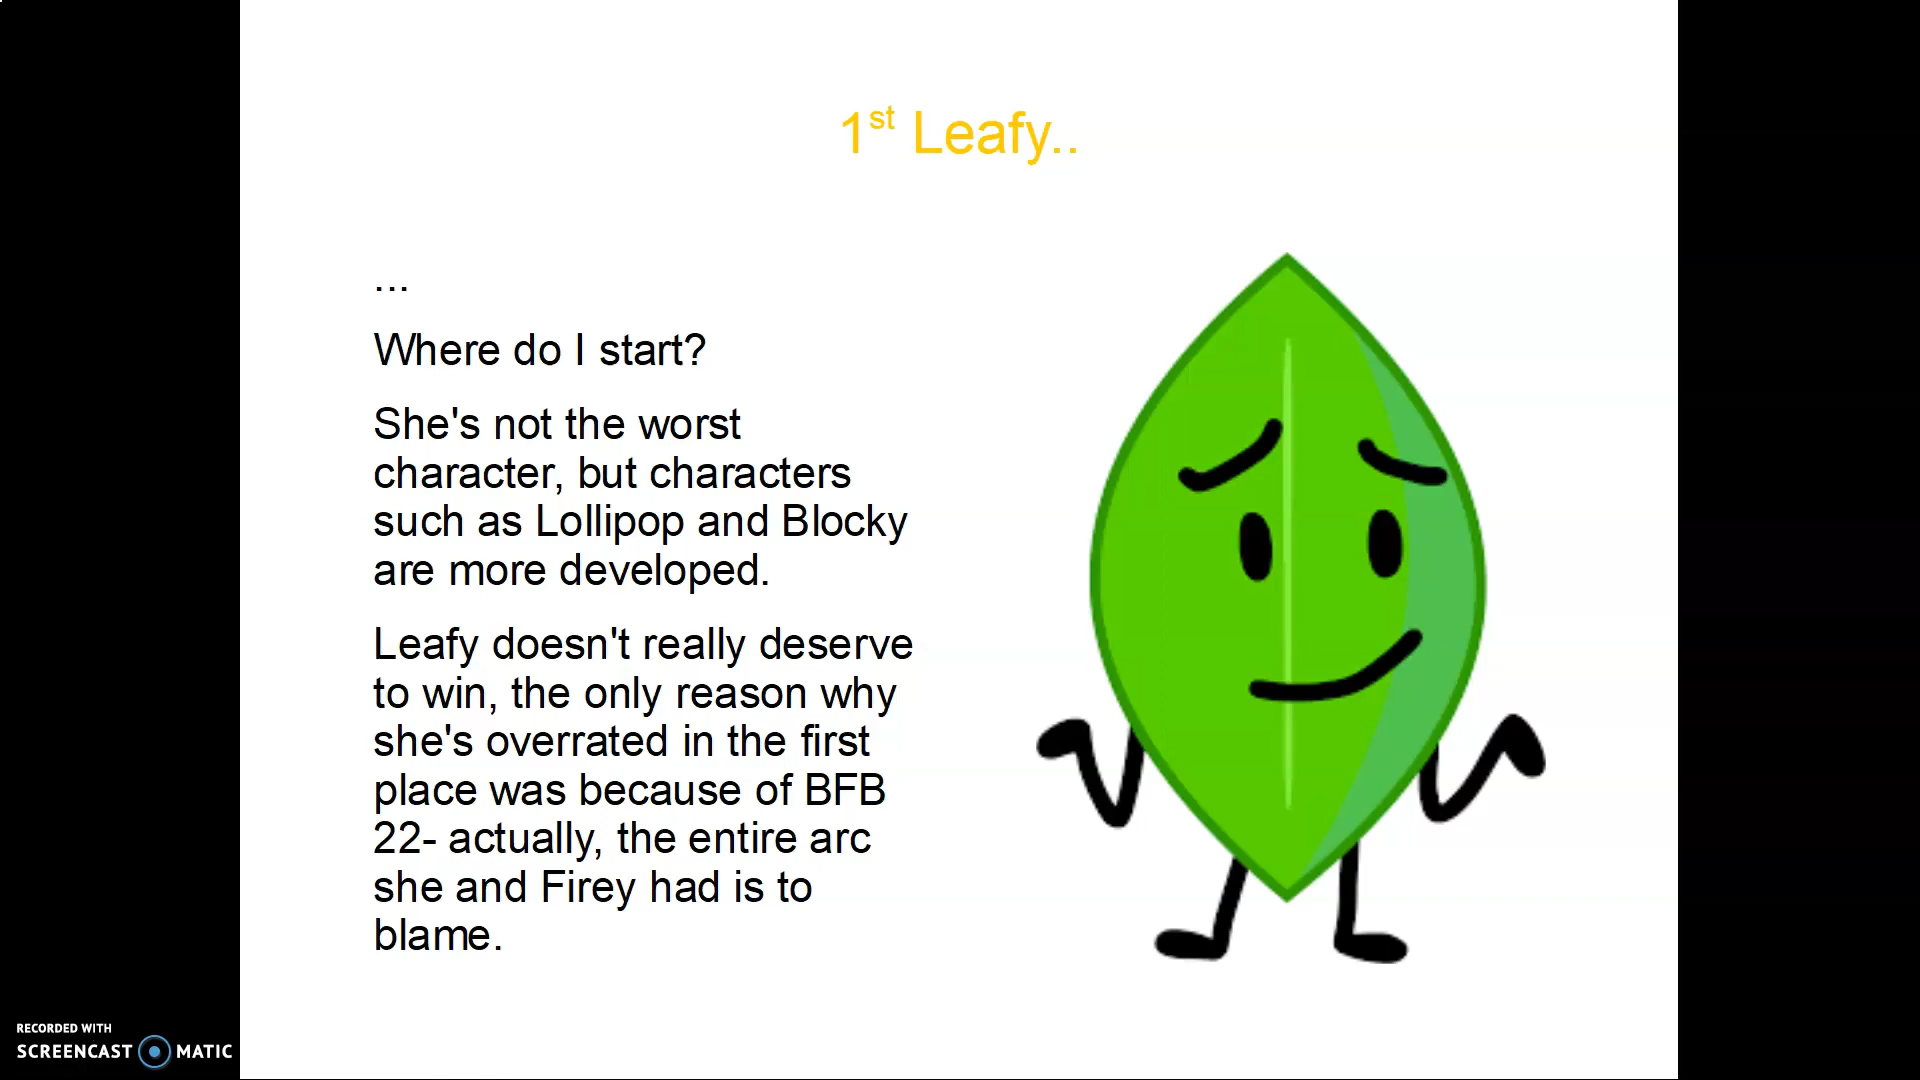 1st Leafy..
...
Where do I start?
She's not the worst
character, but characters
such as Lollipop and Blocky
are more developed.
Leafy doesn't really deserve
to win, the only reason why
she's overrated in the first
place was because of BFB
22- actually, the entire arc
she and Firey had is to
blame.
RECORDED WITH
SCREENCAST MATIC